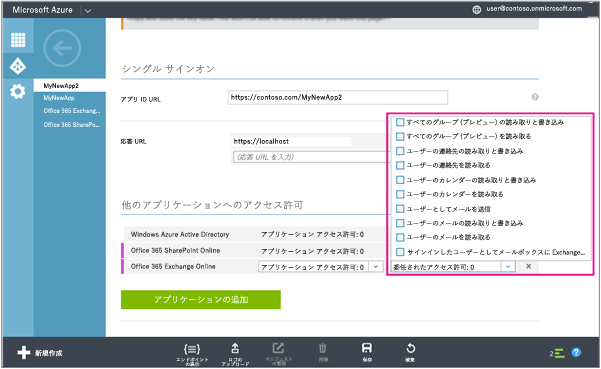 Microsoft Azure
user@contoso.onmicrosoft.com
MyNewApp2
MyNewApp
Office 365 Exchang...
Office 365 SharePo...
シングル サインオン
アプリ ID URL
https://contoso.com/MyNewApp2
応答 URL
https://localhost
(応答 URL を入力)
すべてのグループ (プレビュー) の読み取りと書き込み
すべてのグループ (プレビュー) を読み取る
ユーザーの連絡先の読み取りと書き込み
ユーザーの連絡先を読み取る
ユーザーのカレンダーの読み取りと書き込み
ユーザーのカレンダーを読み取る
ユーザーとしてメールを送信
ユーザーのメールの読み取りと書き込み
ユーザーのメールを読み取る
サインインしたユーザーとしてメールボックスに Exchange...
他のアプリケーションへのアクセス許可
Windows Azure Active Directory
アプリケーション アクセス許可: 0
Office 365 SharePoint Online
アプリケーション アクセス許可: 0
Office 365 Exchange Online
アプリケーション アクセス許可: 0
委任されたアクセス許可: 0
アプリケーションの追加
新規作成
エンドポイント
の表示
ロゴの
アップロード
マニフェスト
の管理
削除
保存
破棄
2